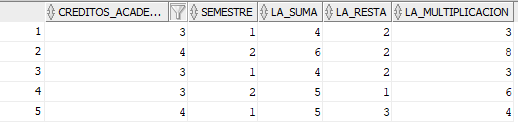 CREDITOS_ACADE... SEMESTRE LA_SUMA LA_RESTA LA_MULTIPLICACION
1 3 1 4 2 3
2 4 2 6 2 8
3 3 1 4 2 3
4 3 2 5 1 6
5 4 1 5 3 4